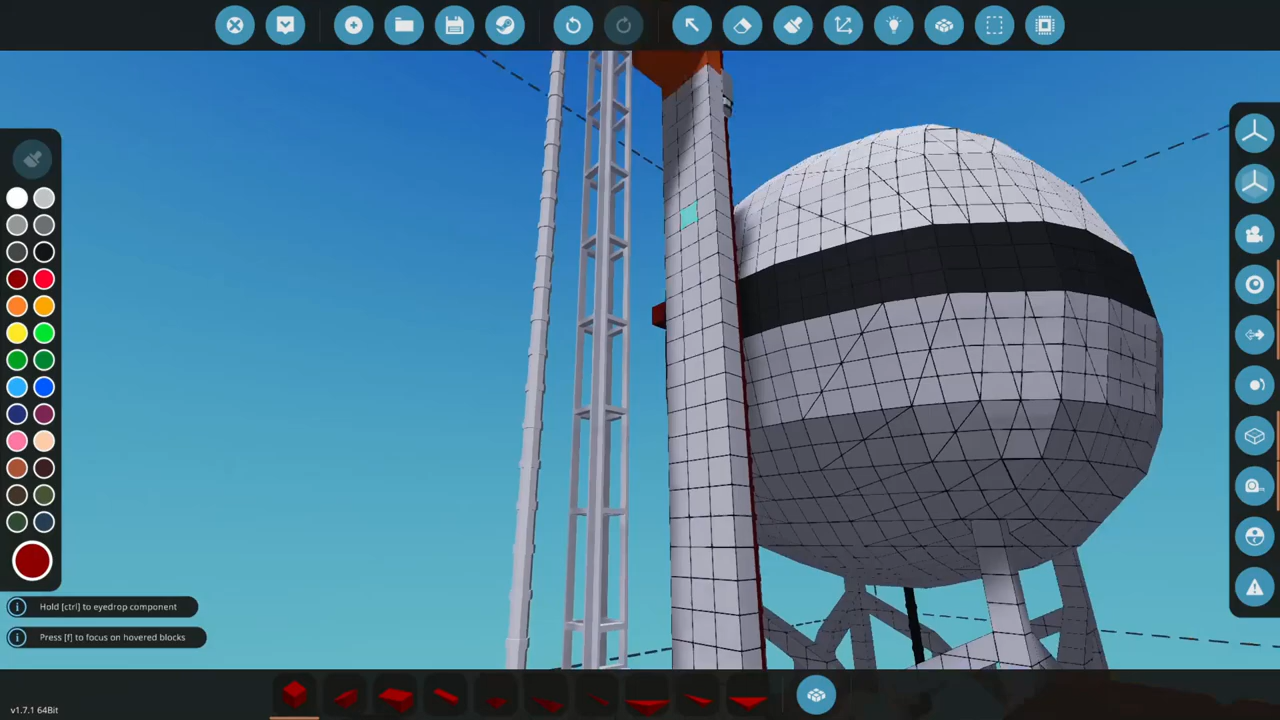 Hold [ctrl] to eyedrop component
Press [f] to focus on hovered blocks
v1.7.1 64Bit